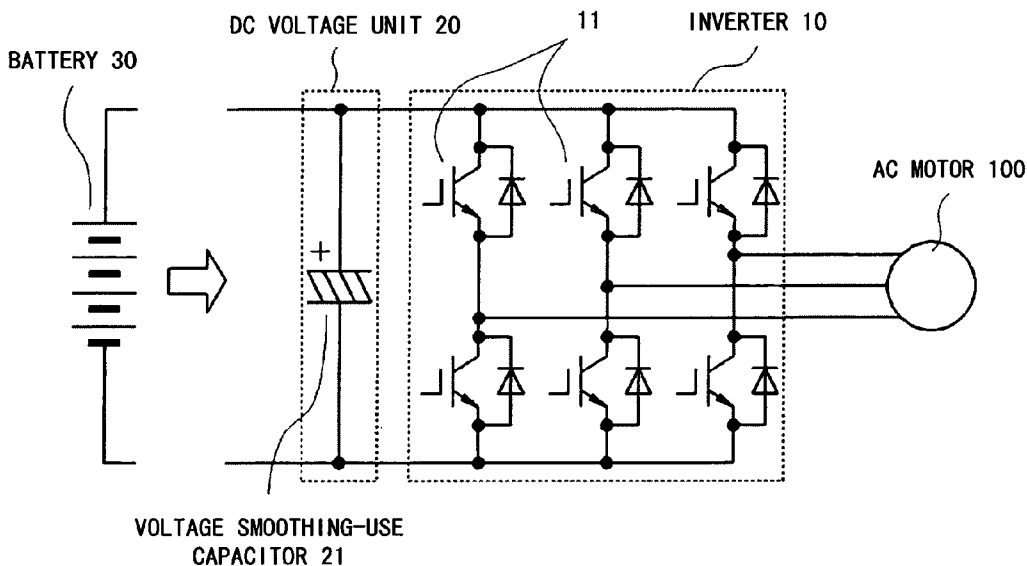 DC VOLTAGE UNIT 20
11
INVERTER 10
BATTERY 30
AC MOTOR 100
+
VOLTAGE SMOOTHING-USE
CAPACITOR 21